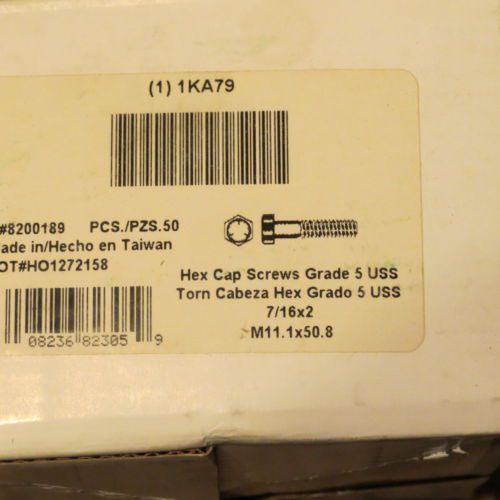 (1) 1KA79
#8200189 PCS./PZS.50
ade in/Hecho en Taiwan
OT#HO1272158
Hex Cap Screws Grade 5 USS
Torn Cabeza Hex Grado 5 USS
7/16x2
M11.1x50.8
08236 82305 9